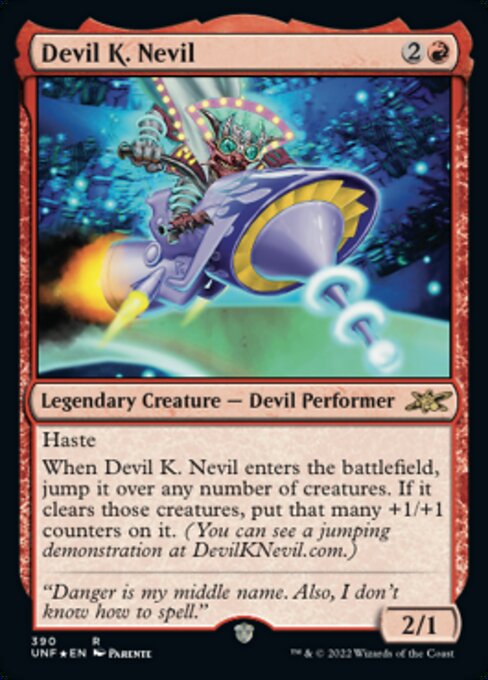 Devil K. Nevil 2
Legendary Creature — Devil Performer
Haste
When Devil K. Nevil enters the battlefield,
jump it over any number of creatures. If it
clears those creatures, put that many +1/+1
counters on it. (You can see a jumping
demonstration at DevilKNevil.com.)
"Danger is my middle name. Also, I don't
know how to spell."
2/1
390 R
UNF★EN Parente
™ & © 2022 Wizards of the Coast